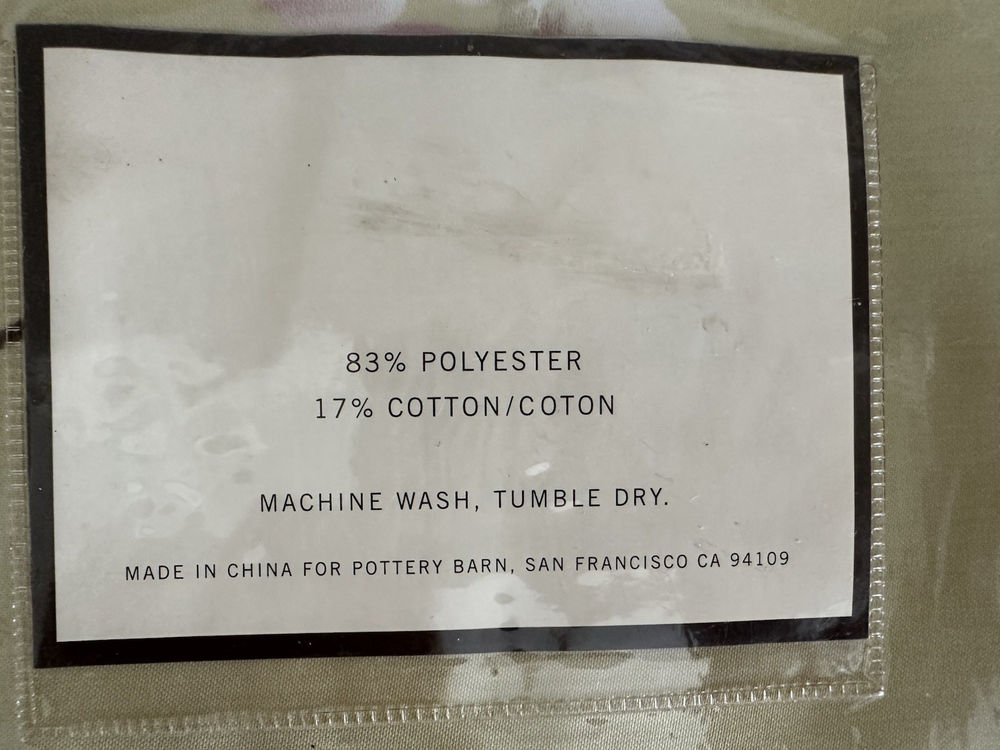 83% POLYESTER
17% COTTON/COTON
MACHINE WASH, TUMBLE DRY.
MADE IN CHINA FOR POTTERY BARN, SAN FRANCISCO CA 94109